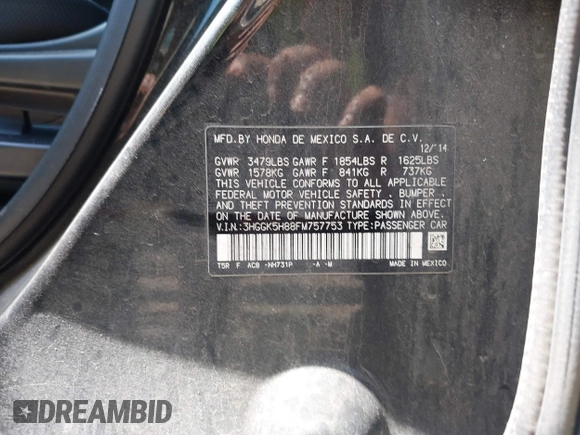 MFD.BY HONDA DE MEXICO S.A. DE C.V.
12/'14
GVWR 3479LBS GAWR F 1854LBS R 1625LBS
GVWR 1578KG GAWR F 841KG R 737KG
THIS VEHICLE CONFORMS TO ALL APPLICABLE
FEDERAL MOTOR VEHICLE SAFETY , BUMPER ,
AND THEFT PREVENTION STANDARDS IN EFFECT
ON THE DATE OF MANUFACTURE SHOWN ABOVE.
V.I.N.:3HGGK5H88FM757753 TYPE:PASSENGER CAR
T5R F ACB -NH731P -A -M MADE IN MEXICO
DREAMBID